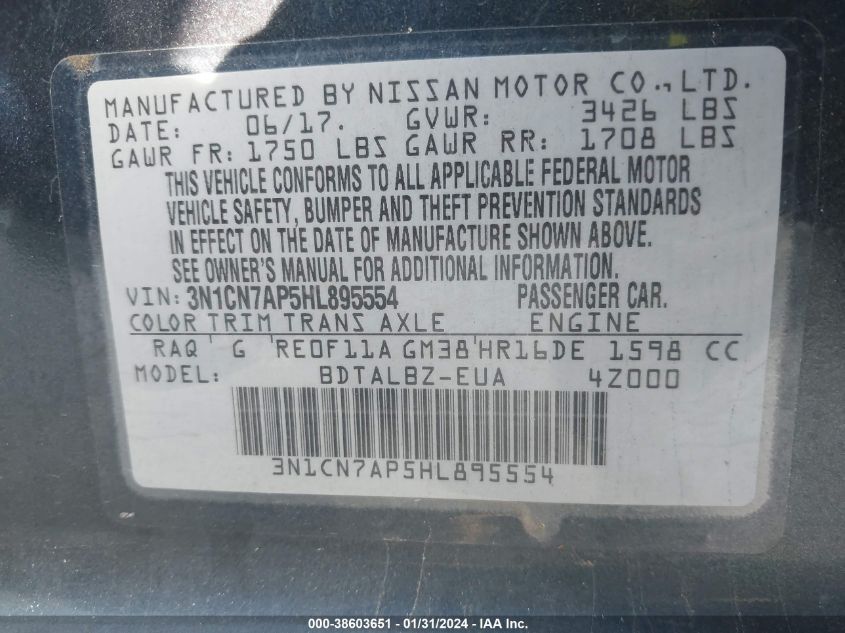 MANUFACTURED BY NISSAN MOTOR CO., LTD.
DATE: 06/17. GVWR: 3426 LBS
GAWR FR: 1750 LBS GAWR RR: 1708 LBS
THIS VEHICLE CONFORMS TO ALL APPLICABLE FEDERAL MOTOR
VEHICLE SAFETY, BUMPER AND THEFT PREVENTION STANDARDS
IN EFFECT ON THE DATE OF MANUFACTURE SHOWN ABOVE.
SEE OWNER'S MANUAL FOR ADDITIONAL INFORMATION.
VIN: 3N1CN7AP5HL895554 PASSENGER CAR.
COLOR TRIM TRANS AXLE ENGINE
RAQ ' G 'RE0F11A GM38'HR16DE 1598 CC
MODEL: BDTALBZ-EUA 4Z000
3N1CN7AP5HL895554
000-38603651 - 01/31/2024 - IAA Inc.